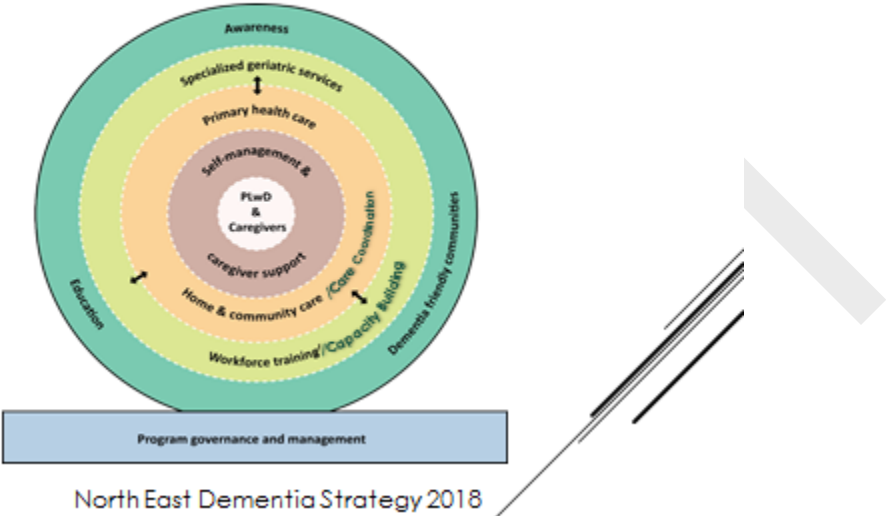 Awareness
Specialized geriatric services
Primary health care
Self-management &
PLwD
&
Caregivers
caregiver support
Home & community care /Care Coordination
Workforce training /Capacity Building
Education
Dementia friendly communities
Program governance and management
North East Dementia Strategy 2018